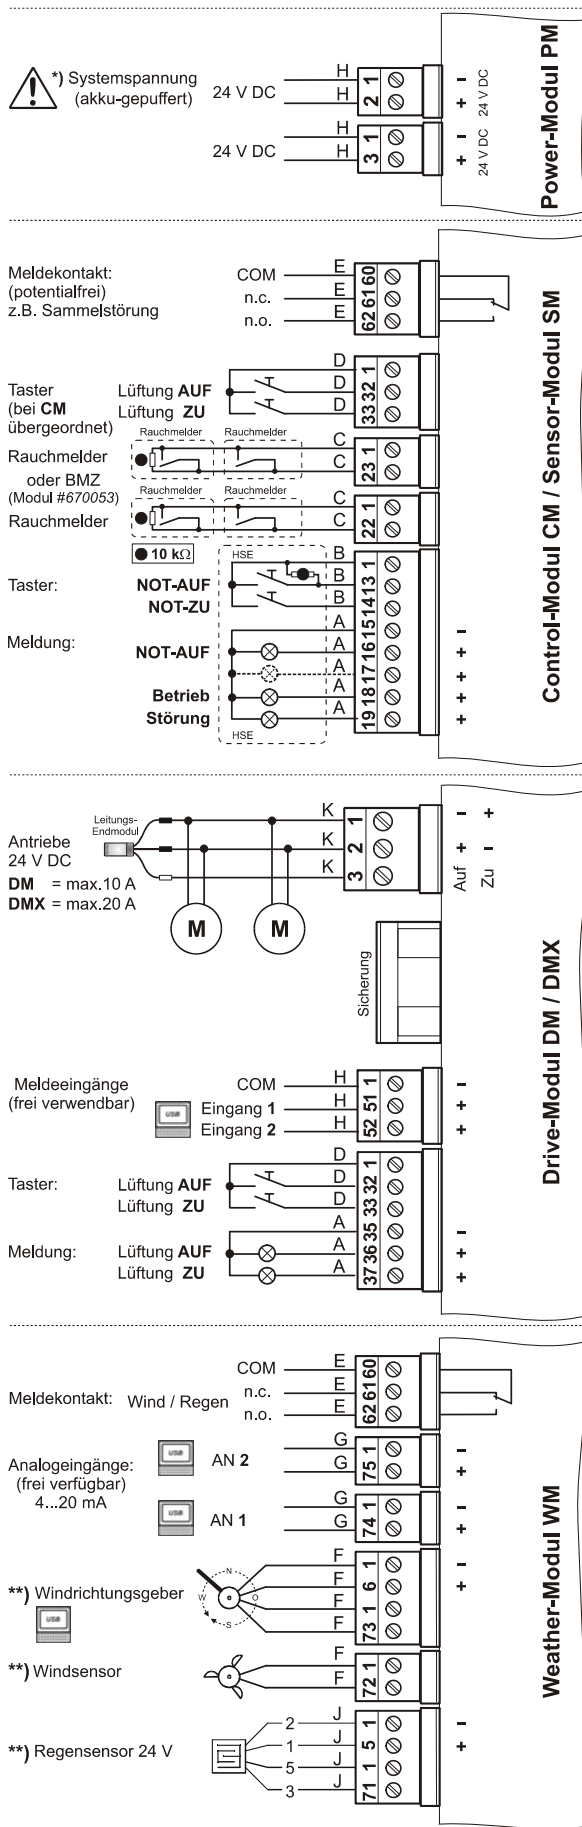 *) Systemspannung
(akku-gepuffert)
24 V DC
H
H
2 1
-
+
24 V DC
24 V DC
H
H
3 1
-
+
24 V DC
Power-Modul PM
Meldekontakt:
(potentialfrei)
z.B. Sammelstörung
COM
n.c.
n.o.
E
E
E
62 61 60
Taster
(bei CM
übergeordnet)
Lüftung AUF
Lüftung ZU
D
D
D
33 32 1
Rauchmelder
oder BMZ
(Modul #670053)
Rauchmelder Rauchmelder
C
C
23 1
Rauchmelder
Rauchmelder Rauchmelder
C
C
22 1
10 kΩ
HSE
Taster:
NOT-AUF
NOT-ZU
B
B
B
Meldung:
NOT-AUF
Betrieb
Störung
A
A
A
A
A
19 18 17 16 15 14 13 1
-
+
+
+
+
HSE
Control-Modul CM / Sensor-Modul SM
Leitungs-
Endmodul
Antriebe
24 V DC
DM = max.10 A
DMX = max.20 A
M
M
K
K
K
3 2 1
- +
+ -
Auf
Zu
Sicherung
Meldeeingänge
(frei verwendbar)
USB
COM
Eingang 1
Eingang 2
H
H
H
52 51 1
-
+
+
Taster:
Lüftung AUF
Lüftung ZU
D
D
D
Meldung:
Lüftung AUF
Lüftung ZU
A
A
A
37 36 35 33 32 1
-
+
+
Drive-Modul DM / DMX
Meldekontakt: Wind / Regen
COM
n.c.
n.o.
E
E
E
62 61 60
Analogeingänge:
(frei verfügbar)
4...20 mA
USB
AN 2
G
G
75 1
-
+
USB
AN 1
G
G
74 1
-
+
**) Windrichtungsgeber
USB
N
W
O
S
F
F
F
F
73 1 6 1
-
+
**) Windsensor
F
F
72 1
**) Regensensor 24 V
2
1
5
3
J
J
J
J
71 1 5 1
-
+
Weather-Modul WM